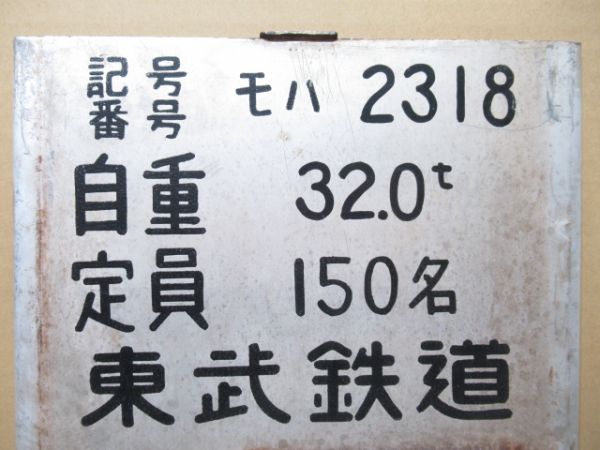 記号 モハ 2318
番号
自重 32.0t
定員 150名
東武鉄道